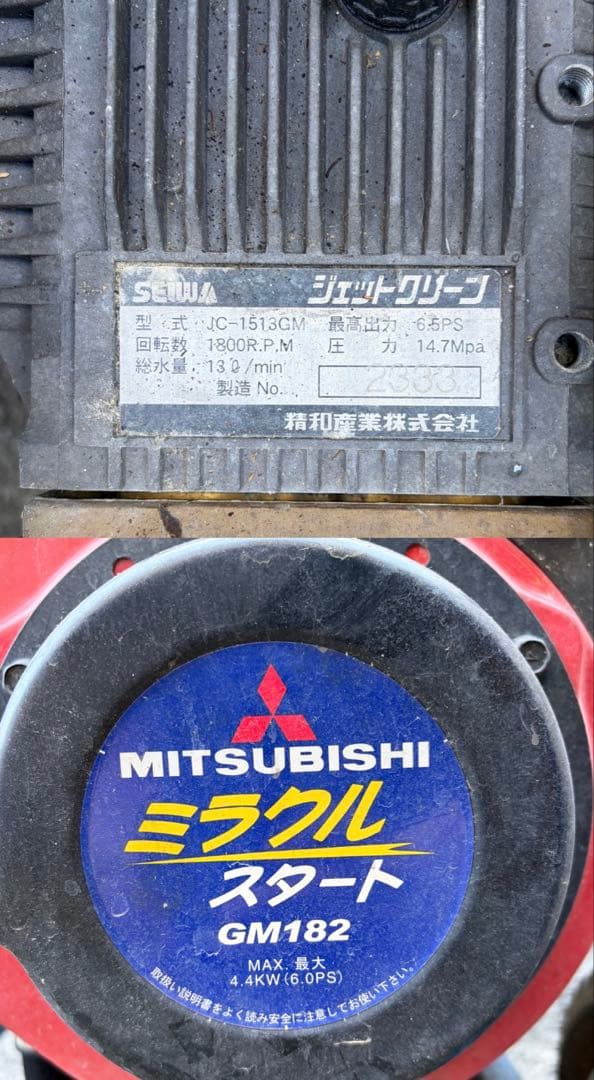 SEIWA ジェットクリーン
型式 JC-1513GM 最高出力 6.5PS
回転数 1800R.P.M 圧力 14.7Mpa
総水量 13ℓ/min
製造No. 2333
精和産業株式会社
MITSUBISHI
ミラクル
スタート
GM182
MAX. 最大
4.4KW(6.0PS)
取扱い説明書をよく読み安全に注意してお使い下さい。